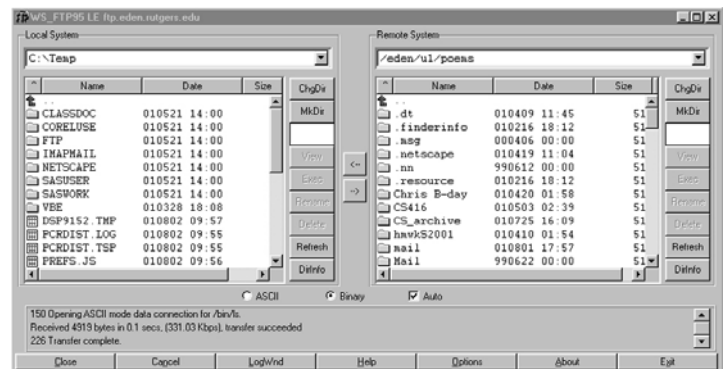 WS_FTP95 LE ftp.eden.rutgers.edu
Local System
C:\Temp
Name Date Size
..
CLASSDOC 010521 14:00
CORELUSE 010521 14:00
FTP 010521 14:00
IMAPMAIL 010521 14:00
NETSCAPE 010521 14:00
SASUSER 010521 14:00
SASWORK 010521 14:00
VBE 010328 18:08
DSP9152.TMP 010802 09:57
PCRDIST.LOG 010802 09:55
PCRDIST.TSP 010802 09:55
PREFS.JS 010802 09:56
ChgDir
MkDir
View
Exec
Rename
Delete
Refresh
DirInfo
<--
-->
Remote System
/eden/u1/poems
Name Date Size
..
.dt 010409 11:45 51
.finderinfo 010216 18:12 51
.msg 000406 00:00 51
.netscape 010419 11:04 51
.nn 990612 00:00 51
.resource 010216 18:12 51
Chris B-day 010420 01:58 51
CS416 010503 02:39 51
CS_archive 010725 16:09 51
hmwk52001 010410 01:54 51
mail 010801 17:57 51
Mail 990622 00:00 51
ChgDir
MkDir
View
Exec
Rename
Delete
Refresh
DirInfo
ASCII Binary Auto
150 Opening ASCII mode data connection for /bin/ls.
Received 4919 bytes in 0.1 secs, (331.03 Kbps), transfer succeeded
226 Transfer complete.
Close Cancel LogWnd Help Options About Exit